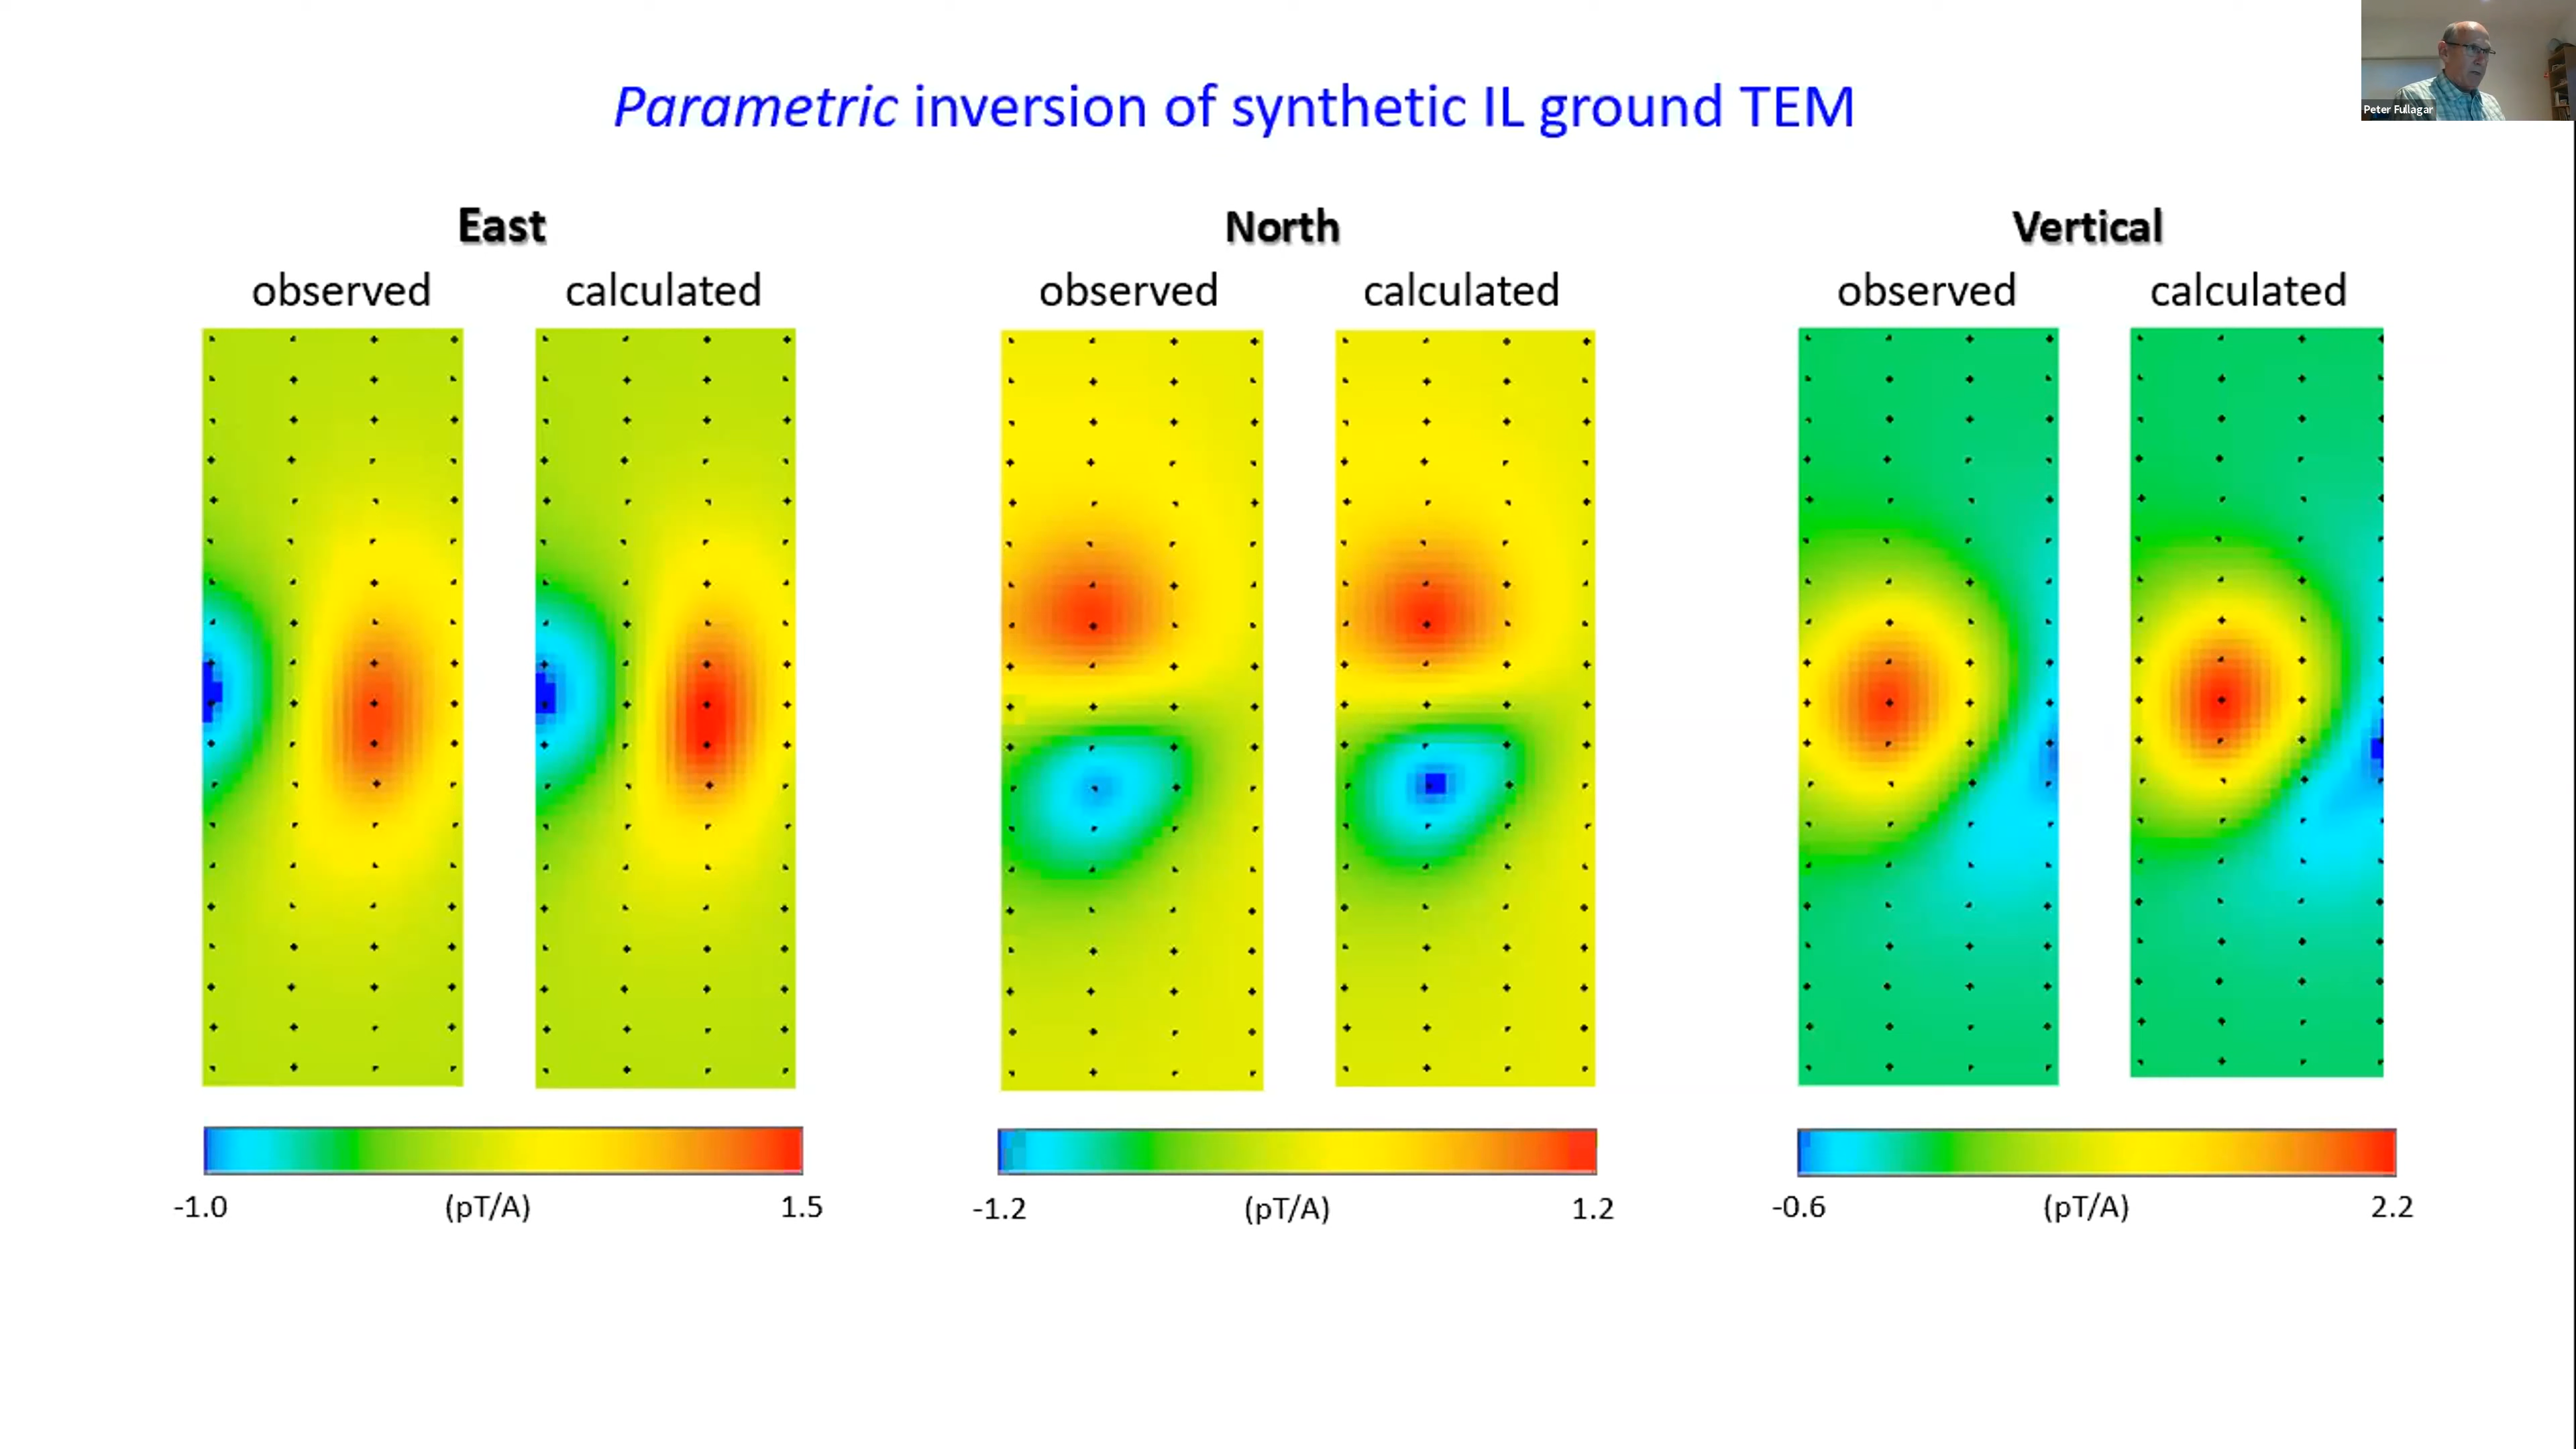 Peter Fullagar
Parametric inversion of synthetic IL ground TEM
East
North
Vertical
observed
calculated
observed
calculated
observed
calculated
-1.0
(pT/A)
1.5
-1.2
(pT/A)
1.2
-0.6
(pT/A)
2.2